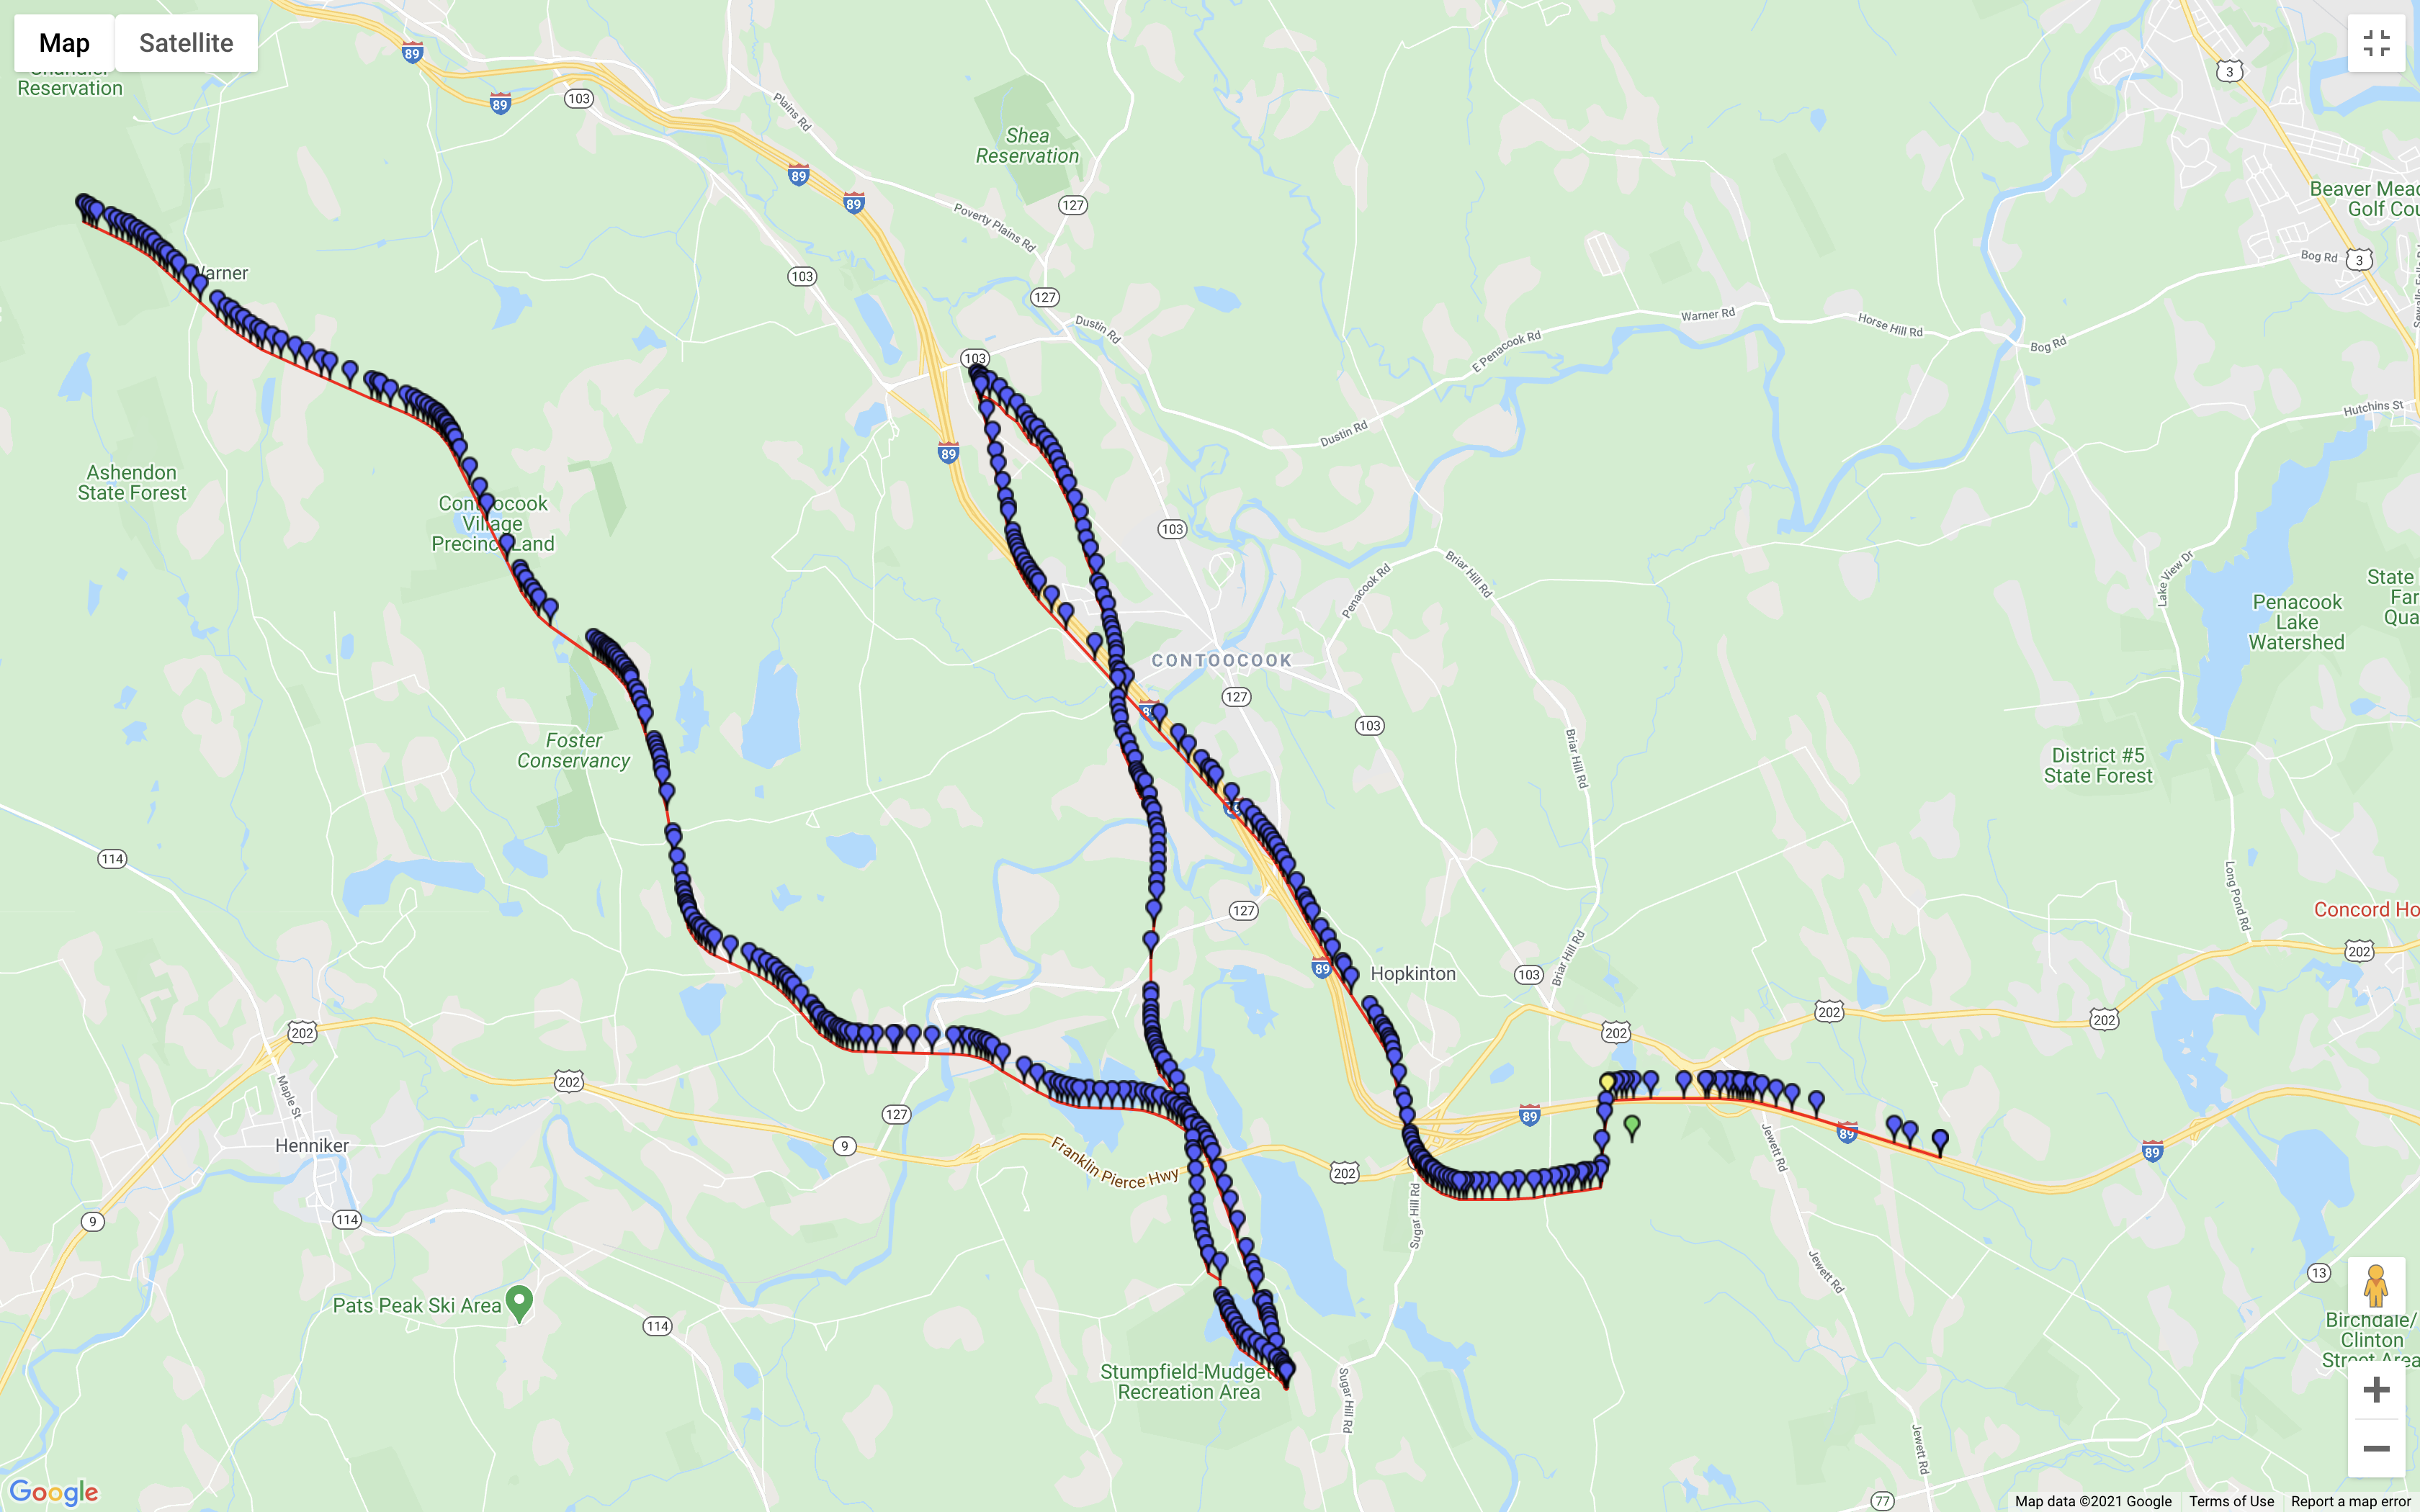 Map
Satellite
Reservation
89
89
103
3
Plains Rd
Shea
Reservation
89
89
127
Poverty Plains Rd
Beaver Mead
Golf Cou
Bog Rd
3
Warner
103
127
Dustin Rd
Warner Rd
Horse Hill Rd
Bog Rd
E Penacook Rd
103
Hutchins St
Dustin Rd
89
Ashendon
State Forest
Contoocook
Village
Precinct Land
103
Briar Hill Rd
Penacook Rd
Lake View Dr
State
Far
Qua
Penacook
Lake
Watershed
CONTOOCOOK
127
103
Foster
Conservancy
Briar Hill Rd
District #5
State Forest
114
127
Long Pond Rd
Concord Ho
202
89
Hopkinton
103
Briar Hill Rd
202
202
202
202
202
Maple St
127
89
Henniker
9
Franklin Pierce Hwy
202
Jewett Rd
89
89
9
114
Sugar Hill Rd
Jewett Rd
13
Pats Peak Ski Area
114
Birchdale/
Clinton
Street Area
Stumpfield-Mudget
Recreation Area
Sugar Hill Rd
Jewett Rd
Google
77
Map data ©2021 Google
Terms of Use
Report a map error